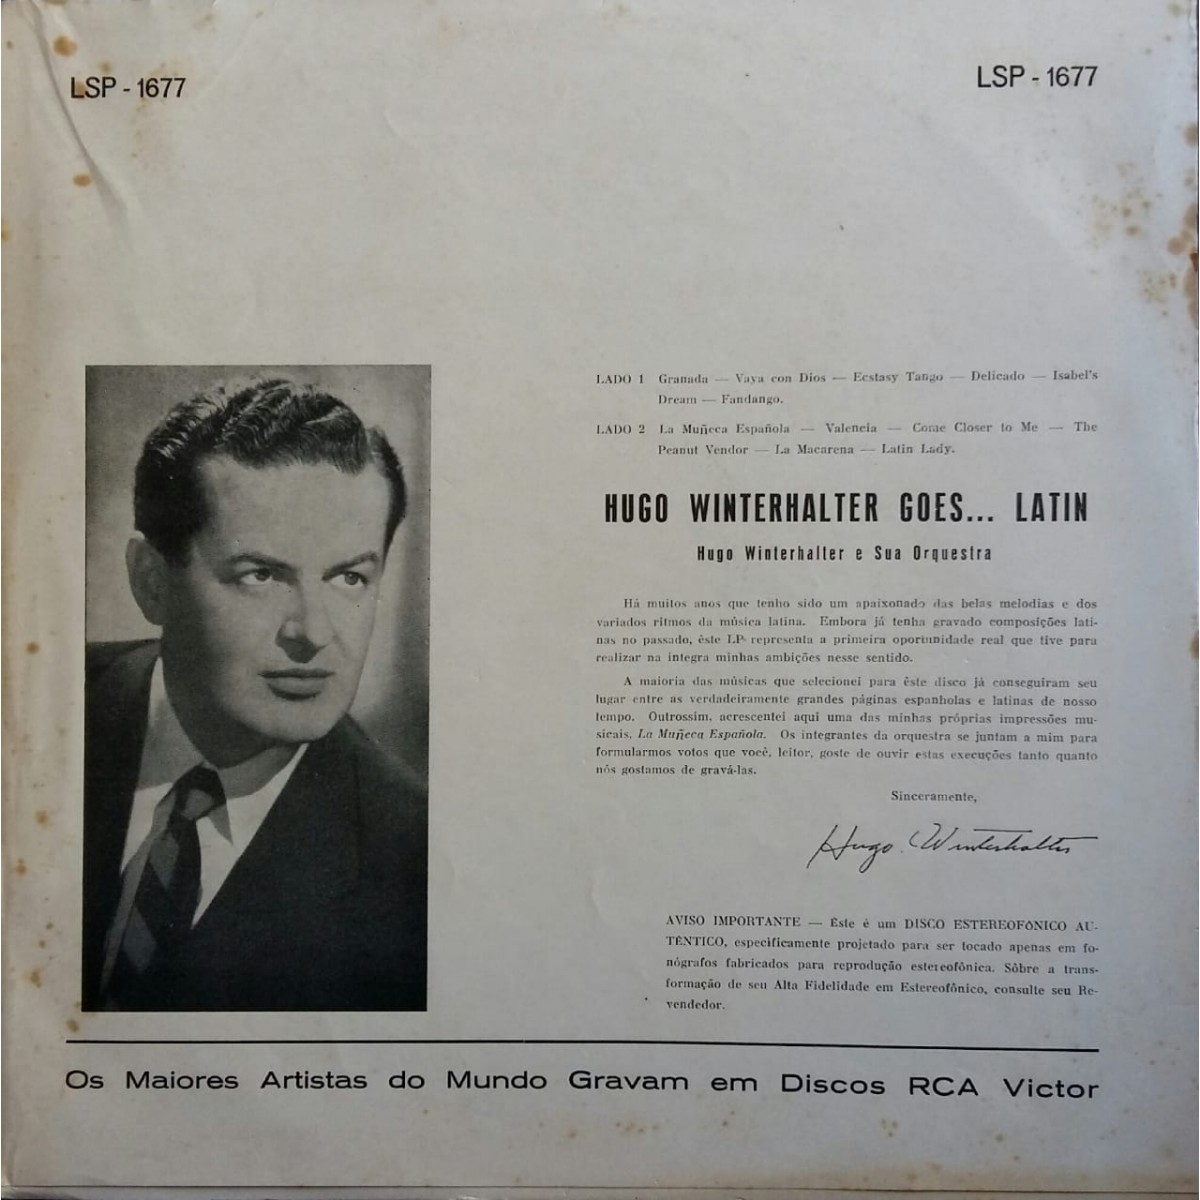 LSP - 1677
LSP - 1677
LADO 1 Granada — Vaya con Dios — Ecstasy Tango — Delicado — Isabel's
Dream — Fandango.
LADO 2 La Muñeca Española — Valencia — Come Closer to Me — The
Peanut Vendor — La Macarena — Latin Lady.
HUGO WINTERHALTER GOES... LATIN
Hugo Winterhalter e Sua Orquestra
Há muitos anos que tenho sido um apaixonado das belas melodias e dos
variados ritmos da música latina. Embora já tenha gravado composições lati-
nas no passado, êste LP representa a primeira oportunidade real que tive para
realizar na íntegra minhas ambições nesse sentido.
A maioria das músicas que selecionei para êste disco já conseguiram seu
lugar entre as verdadeiramente grandes páginas espanholas e latinas de nosso
tempo. Outrossim, acrescentei aqui uma das minhas próprias impressões mu-
sicais, La Muñeca Española. Os integrantes da orquestra se juntam a mim para
formularmos votos que você, leitor, goste de ouvir estas execuções tanto quanto
nós gostamos de gravá-las.
Sinceramente,
Hugo Winterhalter
AVISO IMPORTANTE — Êste é um DISCO ESTEREOFÔNICO AU-
TÊNTICO, especificamente projetado para ser tocado apenas em fo-
nógrafos fabricados para reprodução estereofônica. Sôbre a trans-
formação de seu Alta Fidelidade em Estereofônico, consulte seu Re-
vendedor.
Os Maiores Artistas do Mundo Gravam em Discos RCA Victor